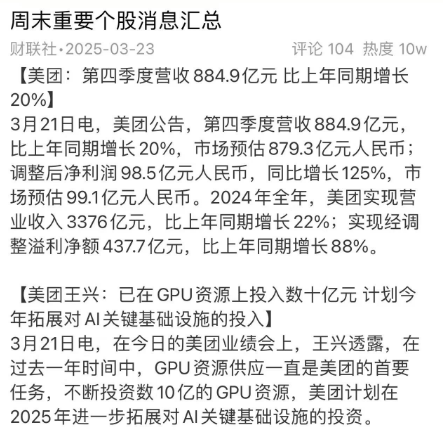 周末重要个股消息汇总
财联社•2025-03-23 评论 104 热度 10w
【美团：第四季度营收884.9亿元 比上年同期增长
20%】
3月21日电，美团公告，第四季度营收884.9亿元，
比上年同期增长20%，市场预估879.3亿元人民币；
调整后净利润98.5亿元人民币，同比增长125%，市
场预估99.1亿元人民币。2024年全年，美团实现营
业收入3376亿元，比上年同期增长22%；实现经调
整溢利净额437.7亿元，比上年同期增长88%。
【美团王兴：已在GPU资源上投入数十亿元 计划今
年拓展对AI关键基础设施的投入】
3月21日电，在今日的美团业绩会上，王兴透露，在
过去一年时间中，GPU资源供应一直是美团的首要
任务，不断投资数10亿的GPU资源，美团计划在
2025年进一步拓展对AI关键基础设施的投资。